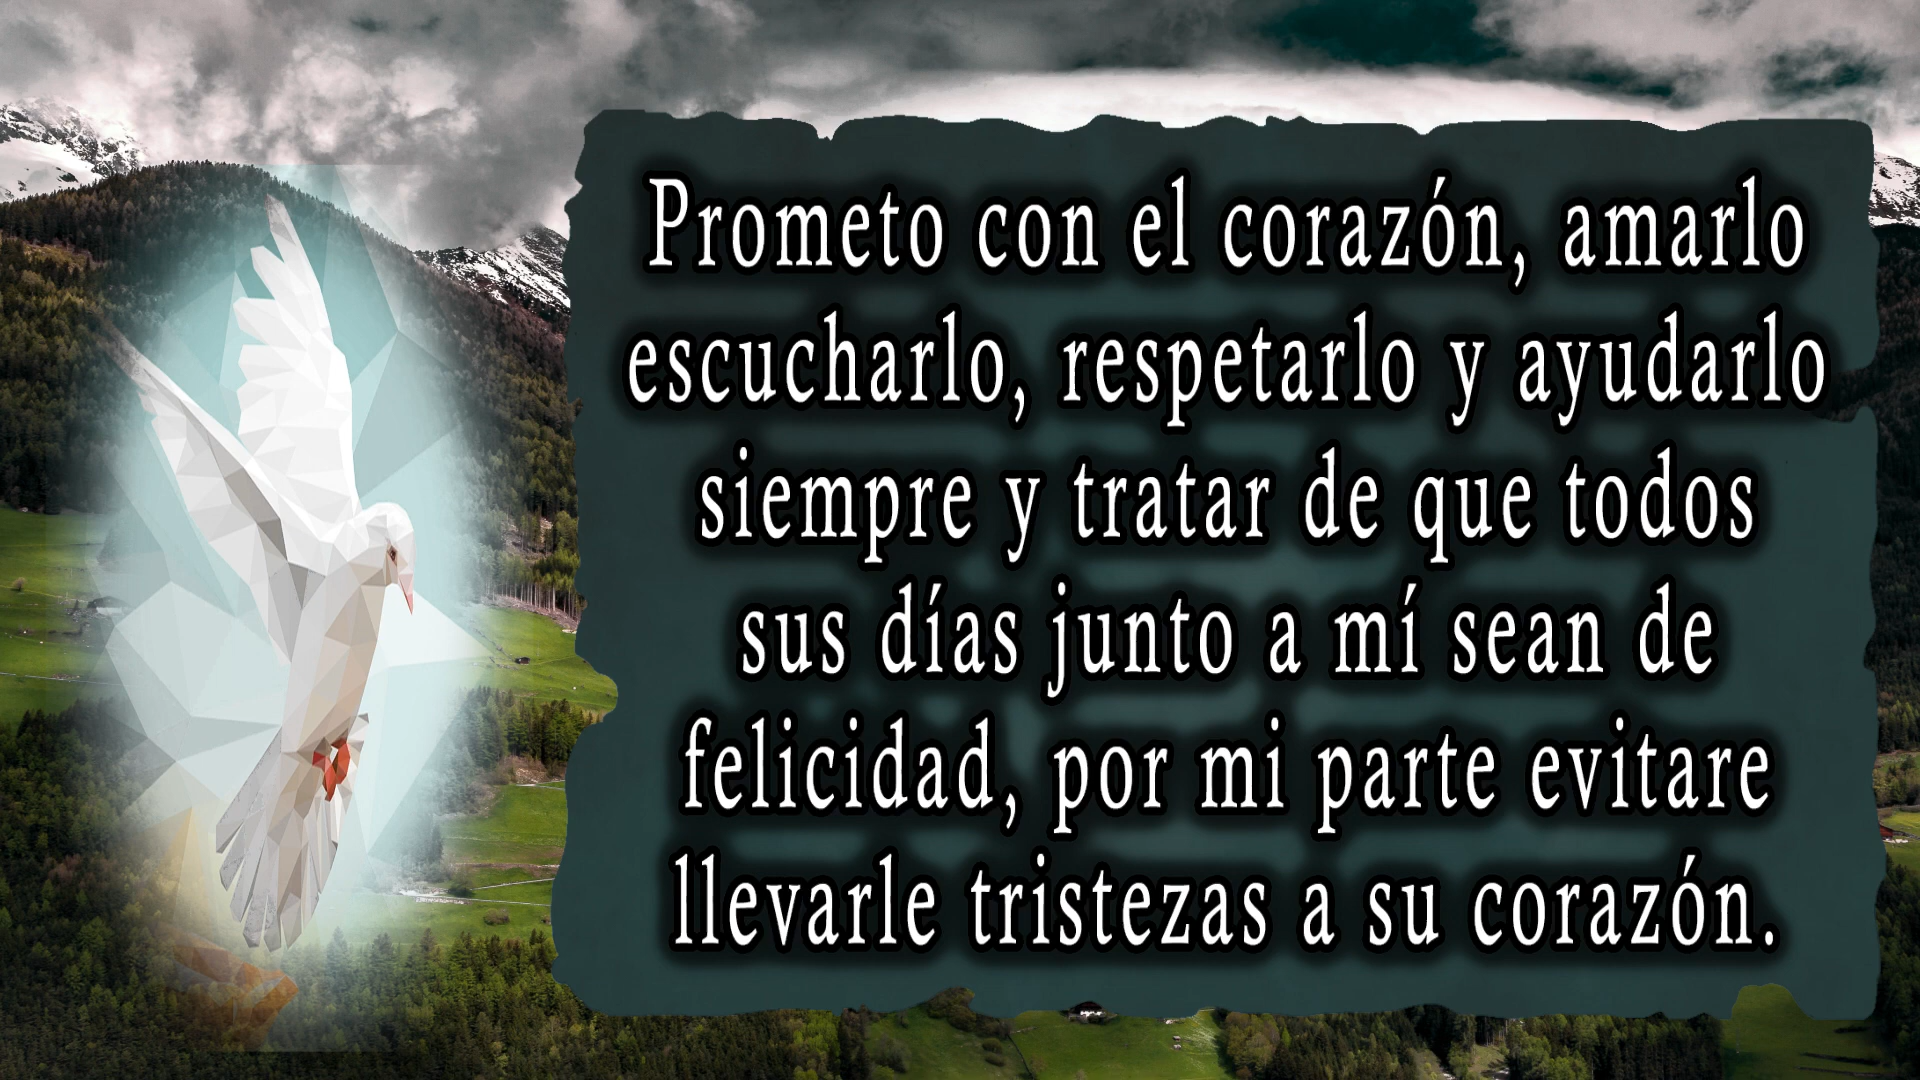 Prometo con el corazón, amarlo
escucharlo, respetarlo y ayudarlo
siempre y tratar de que todos
sus días junto a mí sean de
felicidad, por mi parte evitare
llevarle tristezas a su corazón.